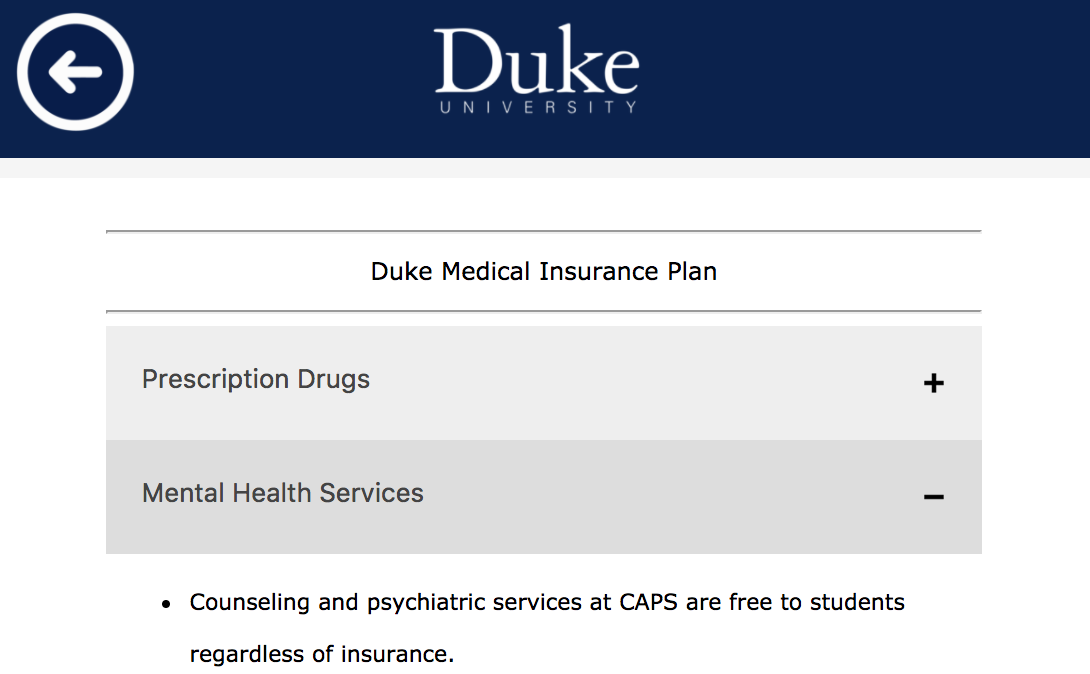 Duke
UNIVERSITY
Duke Medical Insurance Plan
Prescription Drugs +
Mental Health Services −
• Counseling and psychiatric services at CAPS are free to students
regardless of insurance.